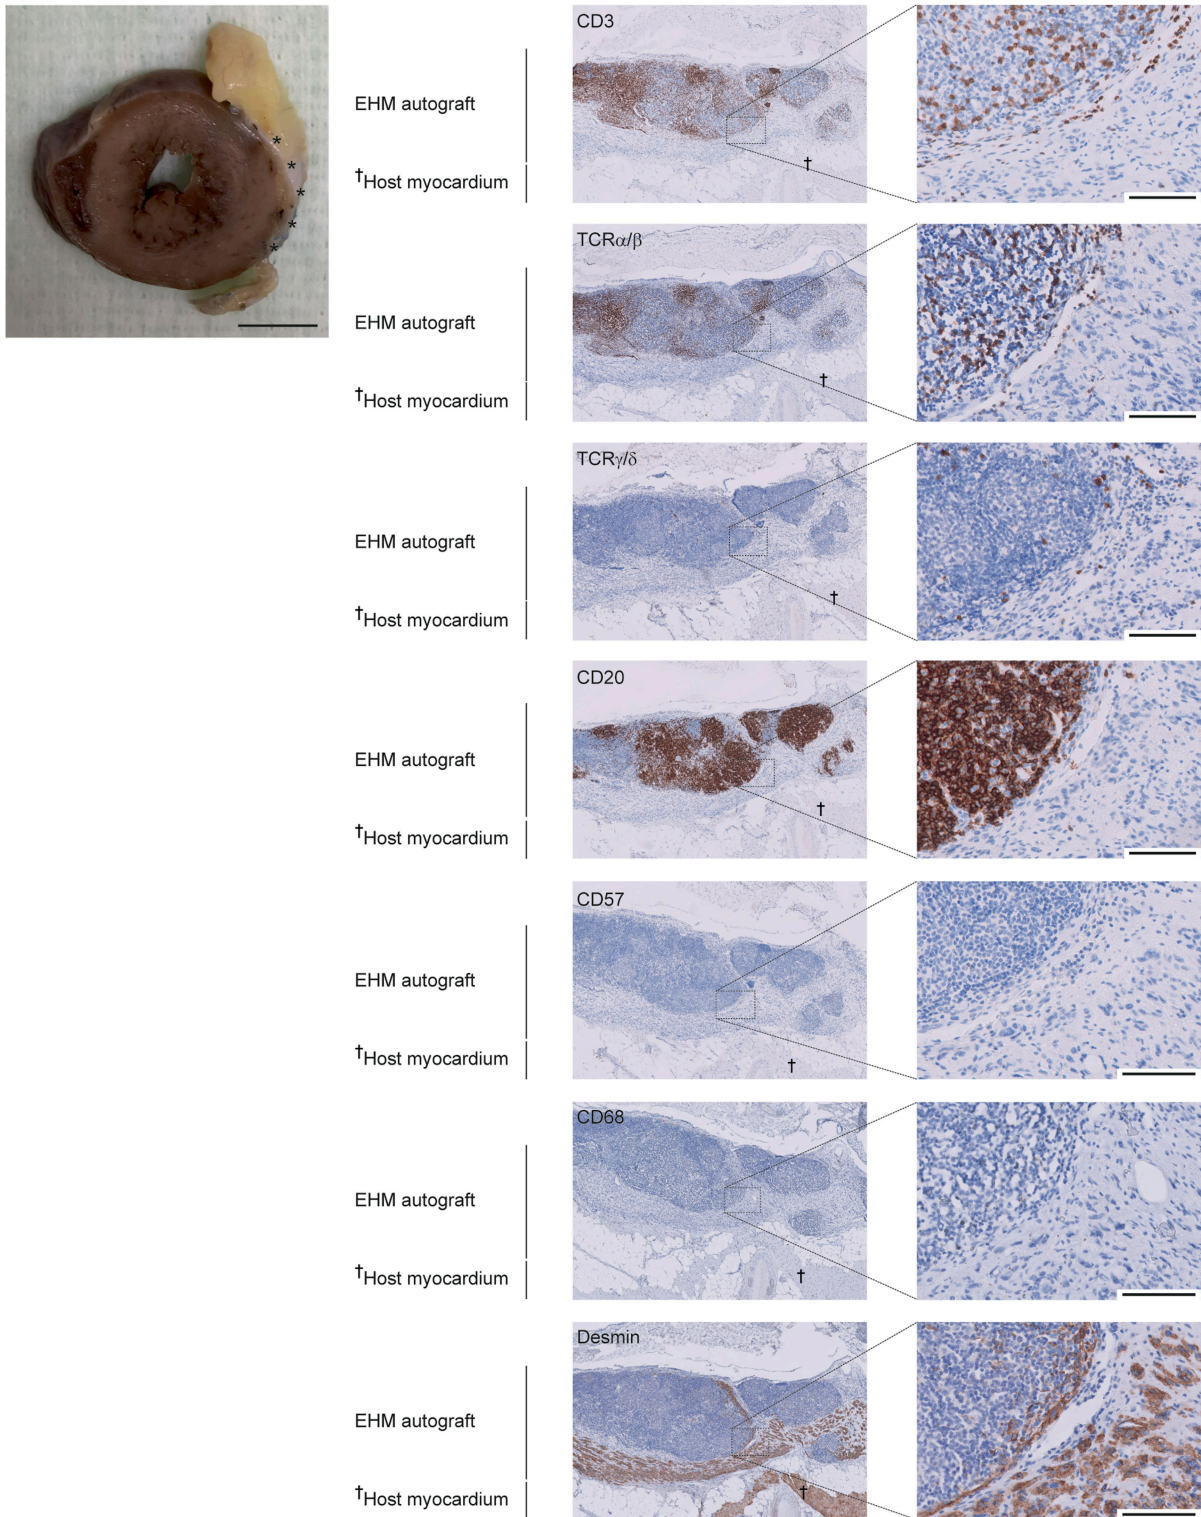 CD3
EHM autograft
†Host myocardium
†
TCRα/β
EHM autograft
†Host myocardium
†
TCRγ/δ
EHM autograft
†Host myocardium
†
CD20
EHM autograft
†Host myocardium
†
CD57
EHM autograft
†Host myocardium
†
CD68
EHM autograft
†Host myocardium
†
Desmin
EHM autograft
†Host myocardium
†
* * * * *